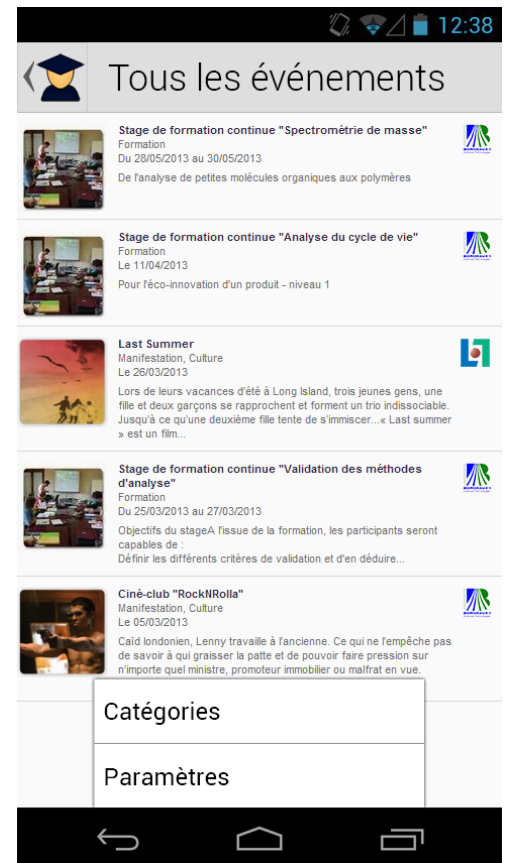 12:38
Tous les événements
Stage de formation continue "Spectrométrie de masse"
Formation
Du 28/05/2013 au 30/05/2013
De l'analyse de petites molécules organiques aux polymères
Stage de formation continue "Analyse du cycle de vie"
Formation
Le 11/04/2013
Pour l'éco-innovation d'un produit - niveau 1
Last Summer
Manifestation, Culture
Le 26/03/2013
Lors de leurs vacances d'été à Long Island, trois jeunes gens, une
fille et deux garçons se rapprochent et forment un trio indissociable.
Jusqu'à ce qu'une deuxième fille tente de s'immiscer...« Last summer
» est un film...
Stage de formation continue "Validation des méthodes
d'analyse"
Formation
Du 25/03/2013 au 27/03/2013
Objectifs du stageA l'issue de la formation, les participants seront
capables de :
Définir les différents critères de validation et d'en déduire...
Ciné-club "RockNRolla"
Manifestation, Culture
Le 05/03/2013
Caïd londonien, Lenny travaille à l'ancienne. Ce qui ne l'empêche pas
de savoir à qui graisser la patte et de pouvoir faire pression sur
n'importe quel ministre, promoteur immobilier ou malfrat en vue.
Catégories
Paramètres